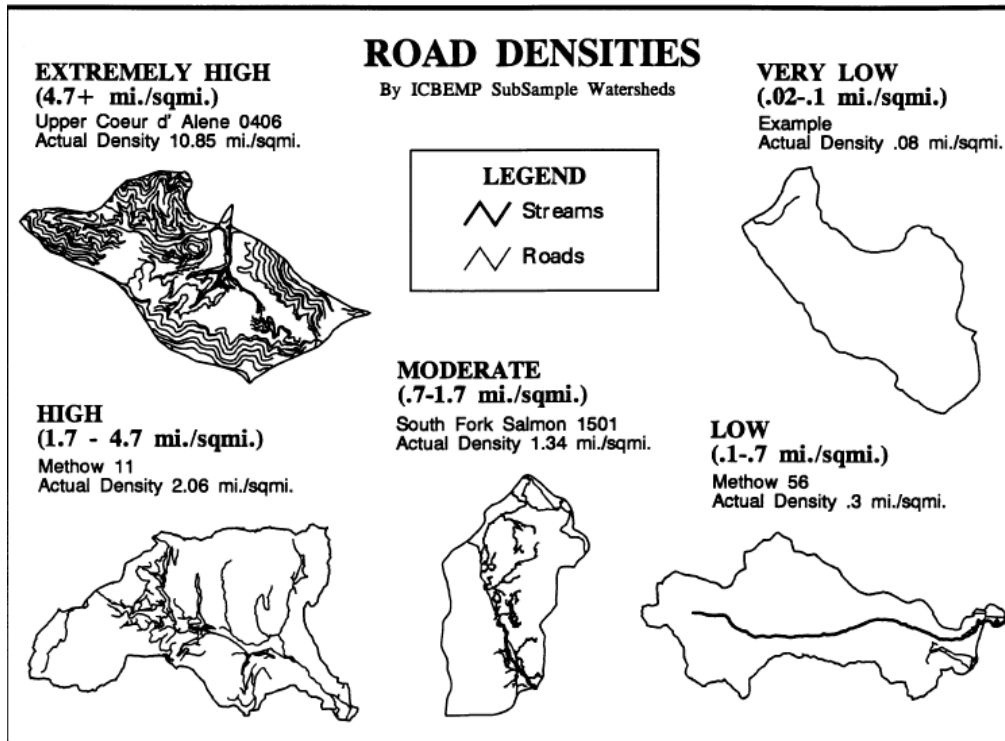 ROAD DENSITIES
By ICBEMP SubSample Watersheds
EXTREMELY HIGH
(4.7+ mi./sqmi.)
Upper Coeur d' Alene 0406
Actual Density 10.85 mi./sqmi.
LEGEND
Streams
Roads
VERY LOW
(.02-.1 mi./sqmi.)
Example
Actual Density .08 mi./sqmi.
HIGH
(1.7 - 4.7 mi./sqmi.)
Methow 11
Actual Density 2.06 mi./sqmi.
MODERATE
(.7-1.7 mi./sqmi.)
South Fork Salmon 1501
Actual Density 1.34 mi./sqmi.
LOW
(.1-.7 mi./sqmi.)
Methow 56
Actual Density .3 mi./sqmi.